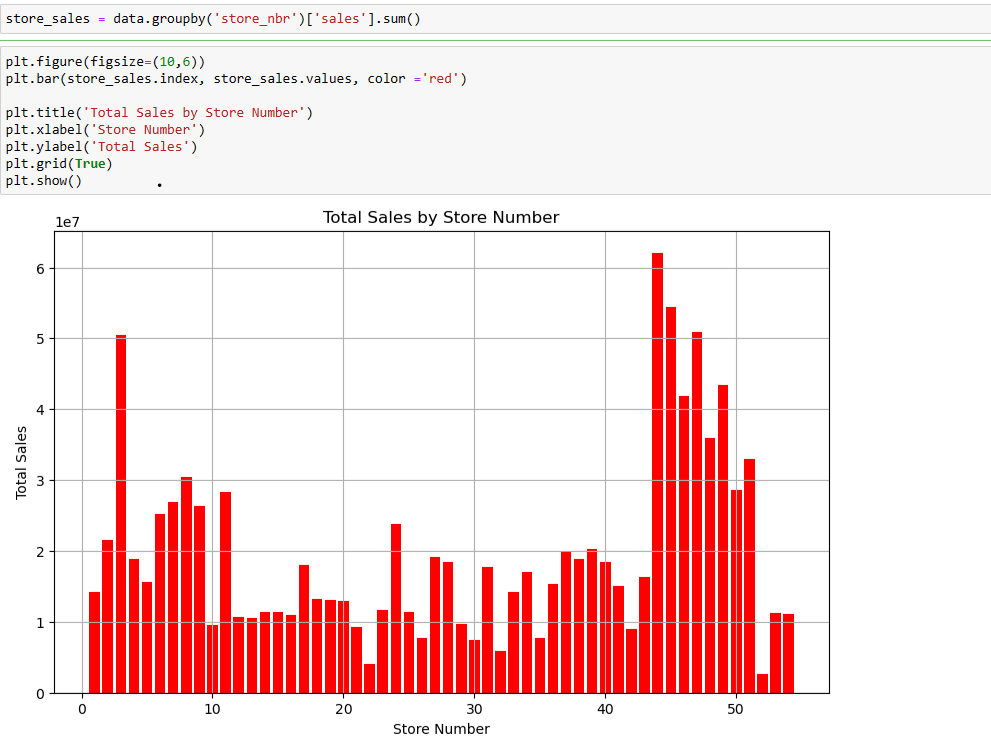 store_sales = data.groupby('store_nbr')['sales'].sum()
plt.figure(figsize=(10,6))
plt.bar(store_sales.index, store_sales.values, color ='red')
plt.title('Total Sales by Store Number')
plt.xlabel('Store Number')
plt.ylabel('Total Sales')
plt.grid(True)
plt.show()
Total Sales by Store Number
1e7
6
5
4
3
2
1
0
Total Sales
0 10 20 30 40 50
Store Number